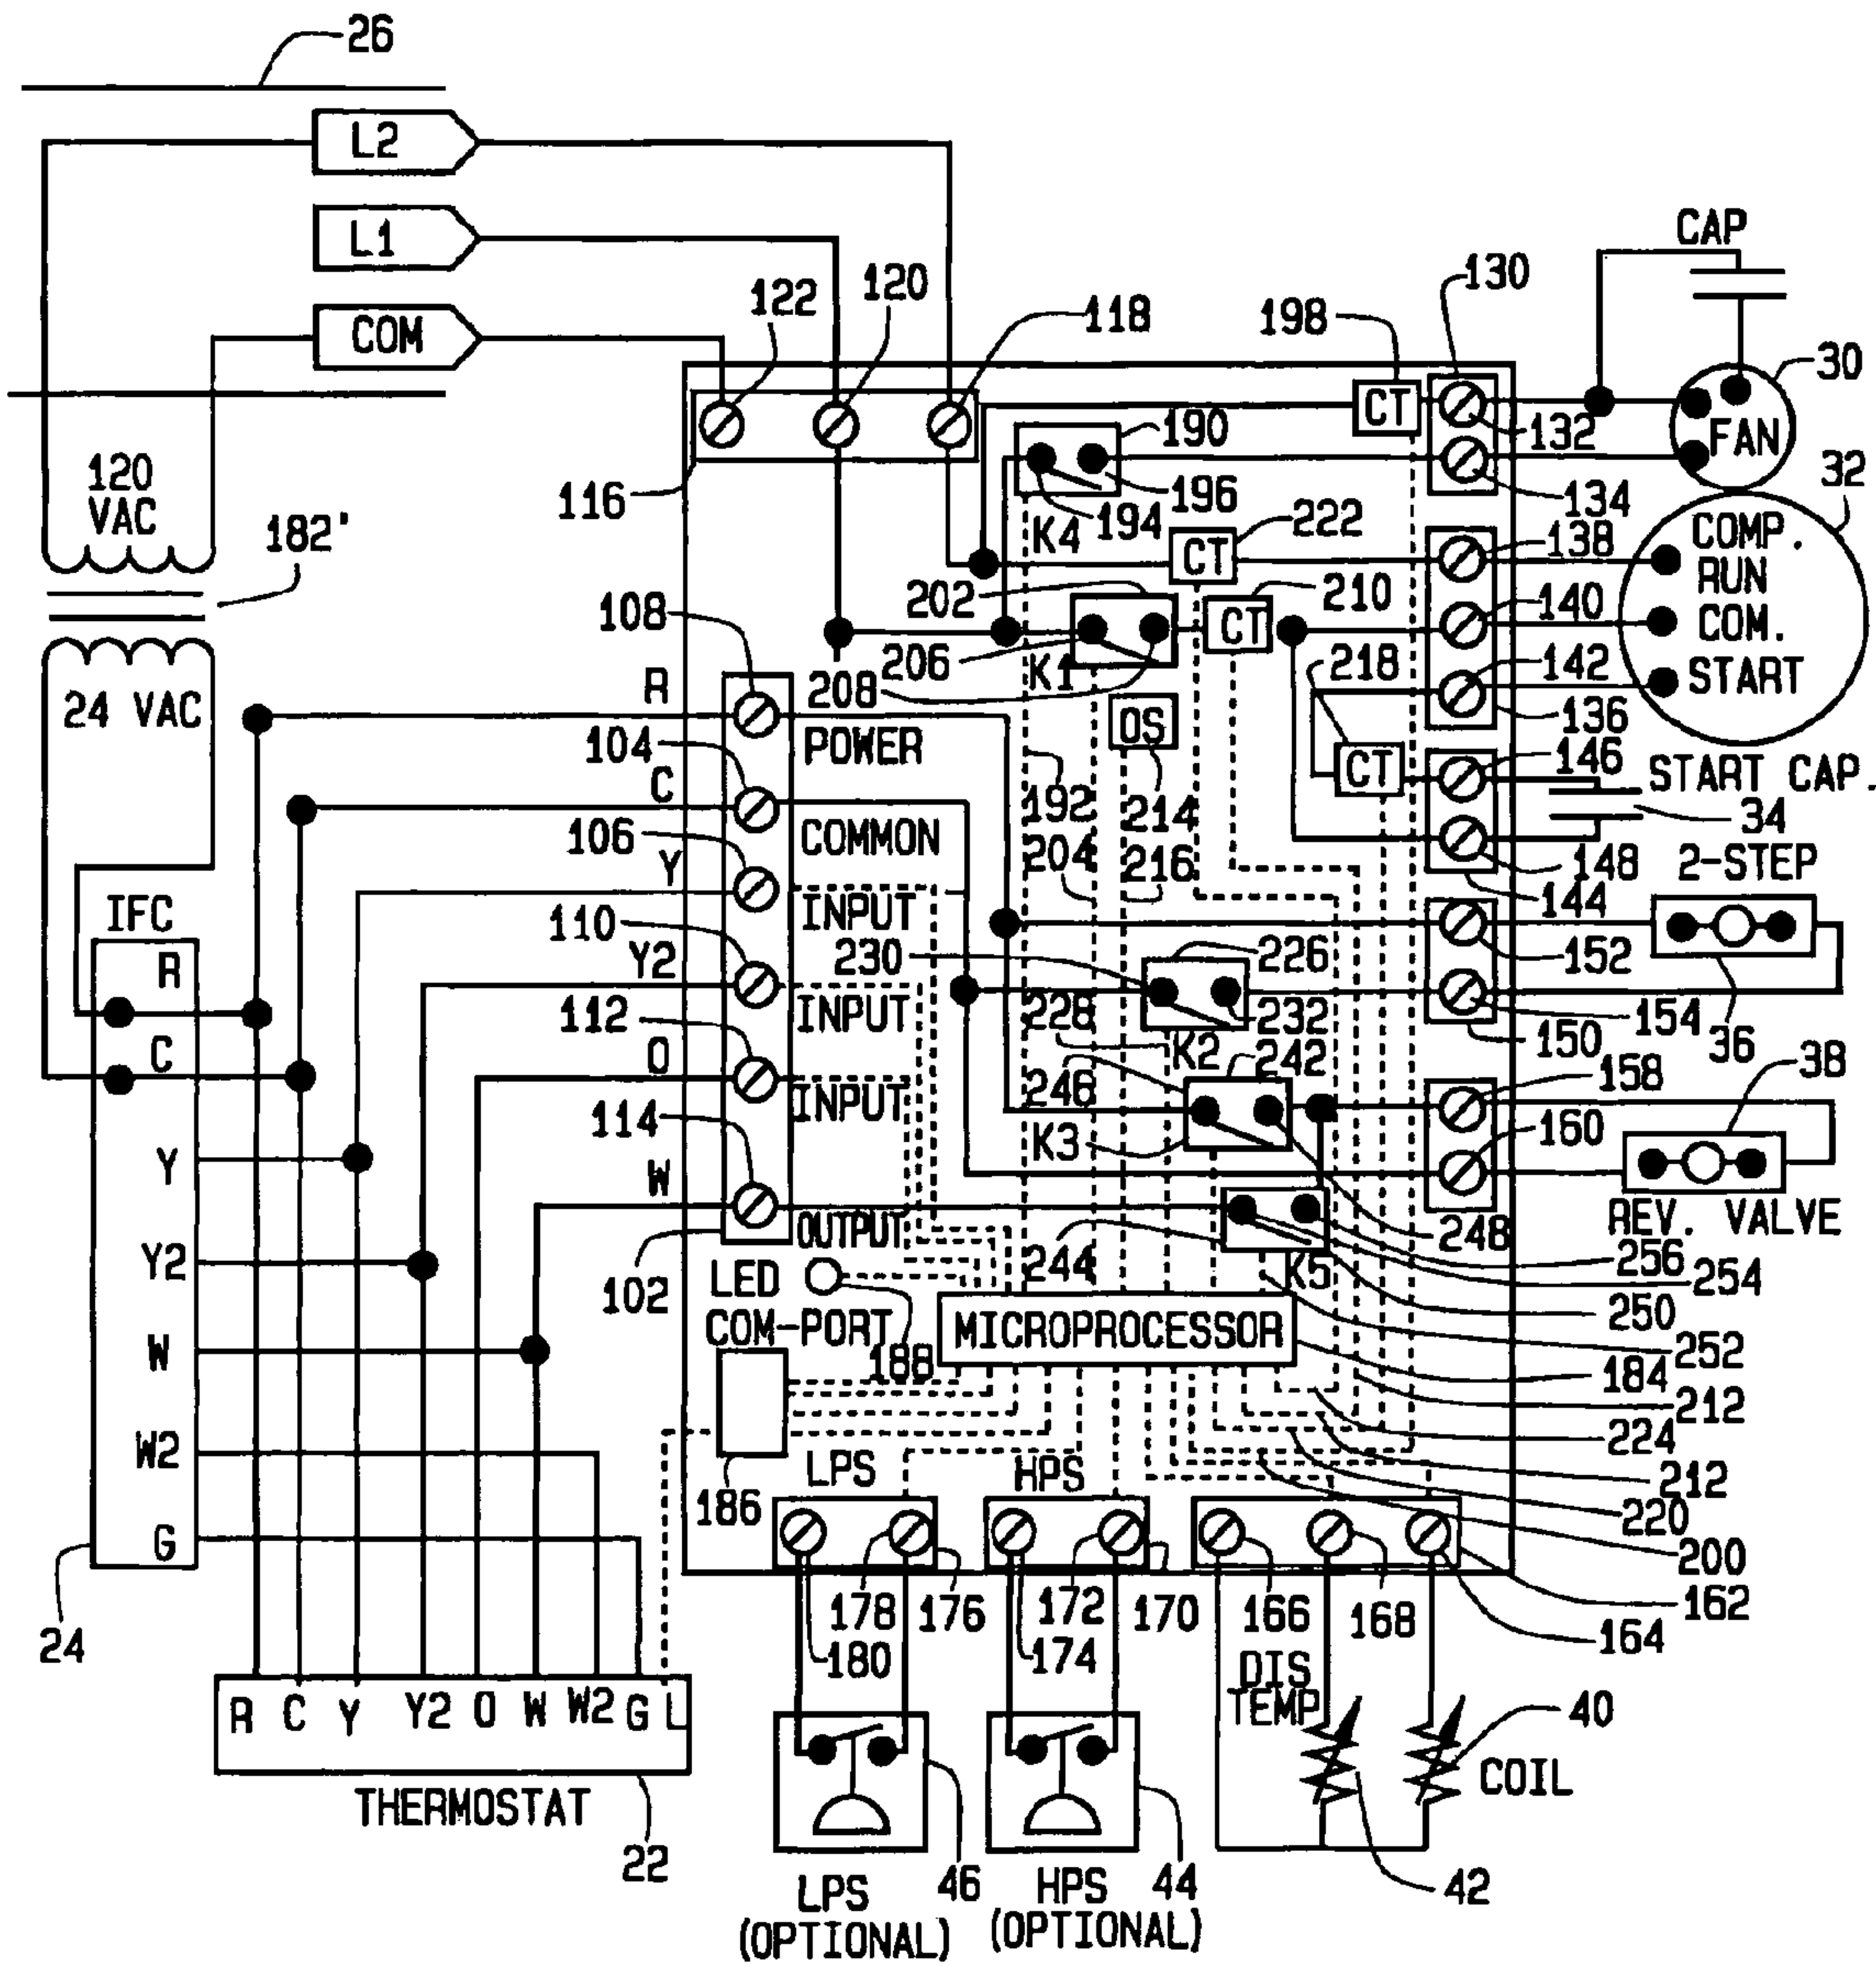 26
L2
L1
COM
CAP
122
120
118
198
130
30
CT
132
FAN
190
196
194
K4
116
134
32
120
VAC
182'
222
CT
138
COMP.
RUN
COM.
START
202
210
CT
140
108
206
K1
208
218
142
136
R
24 VAC
POWER
OS
CT
146
START CAP.
104
C
192
214
34
106
COMMON
204
216
148
2-STEP
Y
144
IFC
INPUT
110
230
226
152
R
Y2
INPUT
228
232
154
112
K2
150
36
C
O
246
242
158
38
INPUT
114
K3
160
Y
W
OUTPUT
248
REV. VALVE
244
K5
256
254
Y2
LED
102
250
COM-PORT
MICROPROCESSOR
252
W
188
184
212
224
W2
LPS
HPS
212
186
220
G
200
24
178
176
172
170
166
168
162
180
174
164
DIS
TEMP
R C Y Y2 O W W2 G L
40
COIL
THERMOSTAT
22
46
44
42
LPS
(OPTIONAL)
HPS
(OPTIONAL)